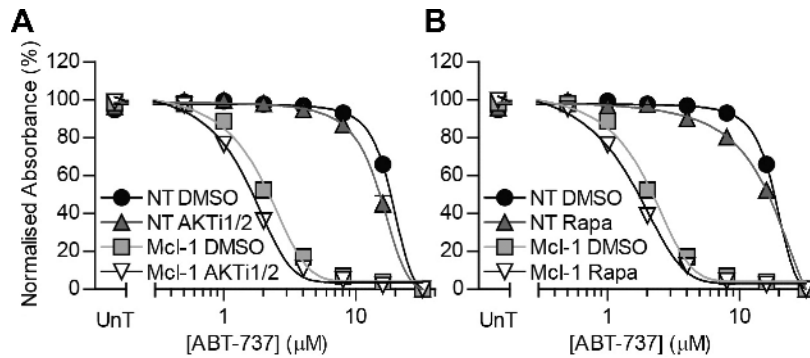 A
B
Normalised Absorbance (%)
120
100
80
60
40
20
0
NT DMSO
NT AKTi1/2
Mcl-1 DMSO
Mcl-1 AKTi1/2
UnT
1
10
[ABT-737] (μM)
120
100
80
60
40
20
0
NT DMSO
NT Rapa
Mcl-1 DMSO
Mcl-1 Rapa
UnT
1
10
[ABT-737] (μM)